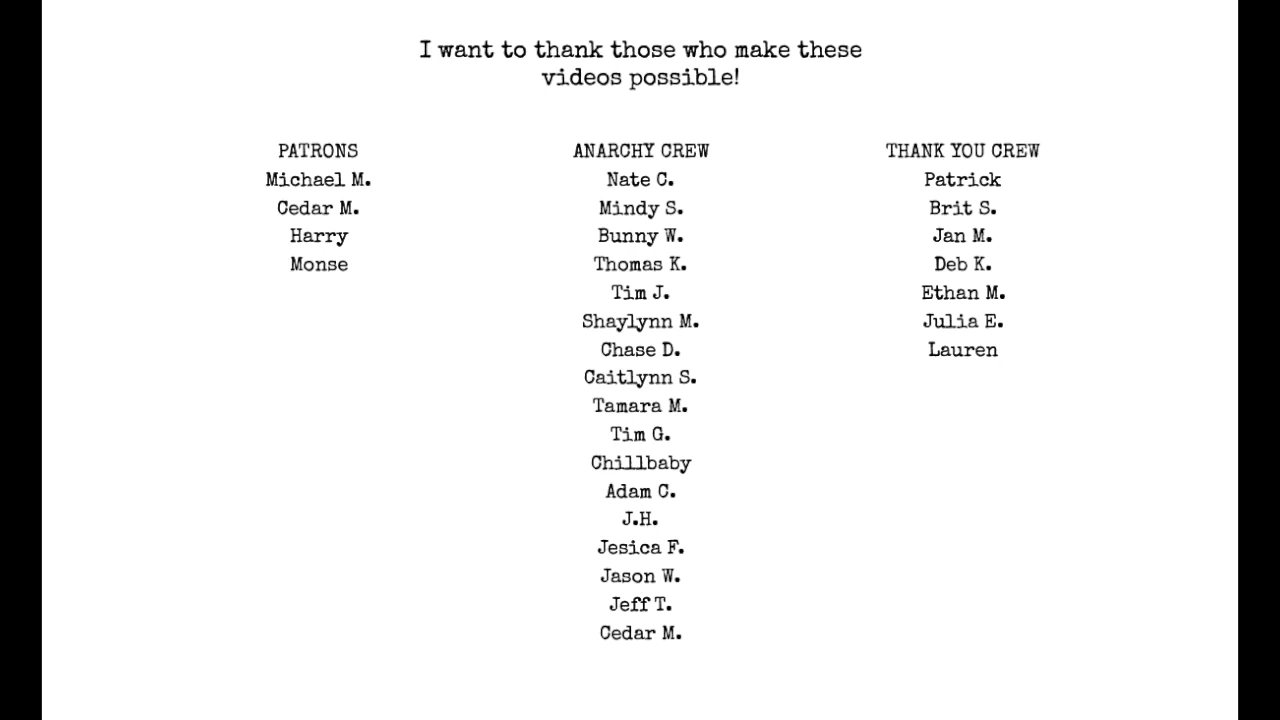 I want to thank those who make these
videos possible!
PATRONS
Michael M.
Cedar M.
Harry
Monse
ANARCHY CREW
Nate C.
Mindy S.
Bunny W.
Thomas K.
Tim J.
Shaylynn M.
Chase D.
Caitlynn S.
Tamara M.
Tim G.
Chillbaby
Adam C.
J.H.
Jesica F.
Jason W.
Jeff T.
Cedar M.
THANK YOU CREW
Patrick
Brit S.
Jan M.
Deb K.
Ethan M.
Julia E.
Lauren